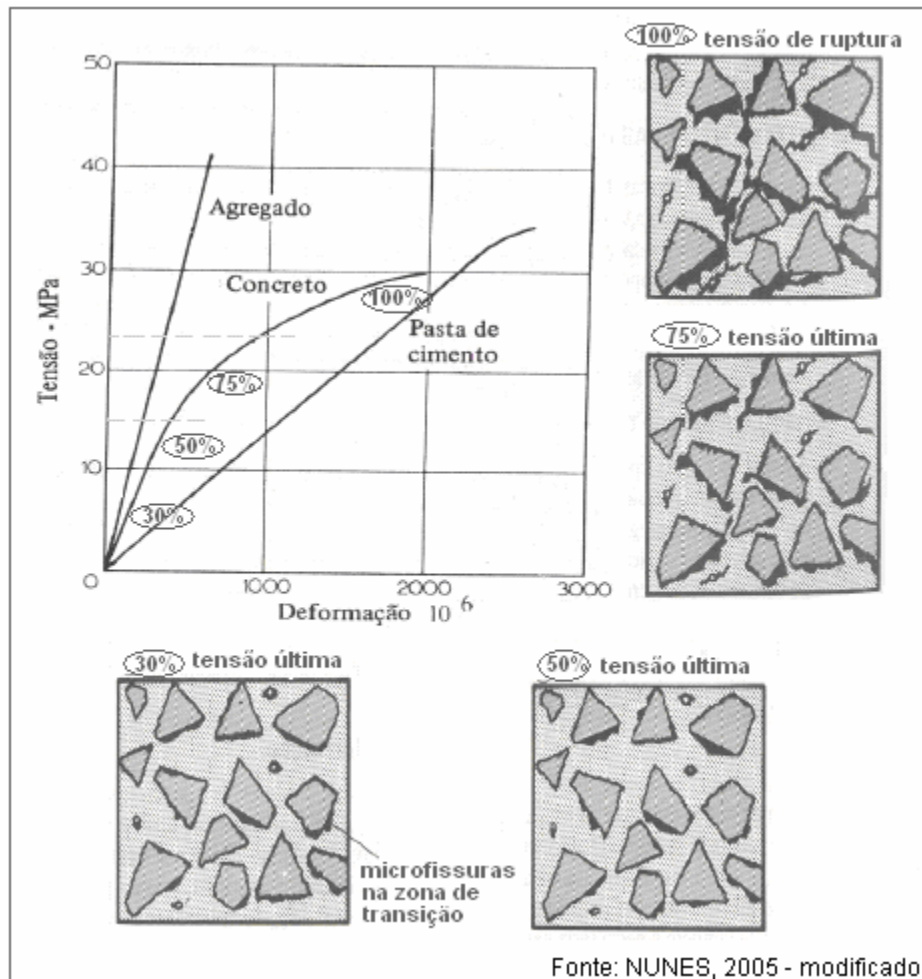 100% tensão de ruptura
50
40
30
20
10
0
1000
2000
3000
Tensão - MPa
Agregado
Concreto
100%
Pasta de
cimento
75%
50%
30%
Deformação 10 6
75% tensão última
30% tensão última
50% tensão última
microfissuras
na zona de
transição
Fonte: NUNES, 2005 - modificado